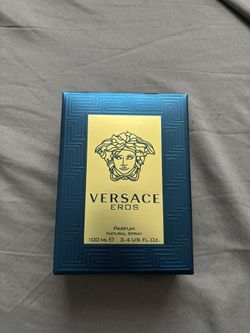 VERSACE
EROS
PARFUM
NATURAL SPRAY
100 ML ℮ 3.4 US FL.OZ.